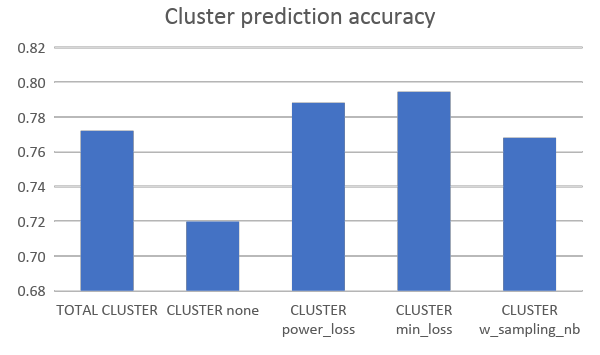 Cluster prediction accuracy
0.82
0.80
0.78
0.76
0.74
0.72
0.70
0.68
TOTAL CLUSTER CLUSTER none CLUSTER CLUSTER CLUSTER
power_loss min_loss w_sampling_nb